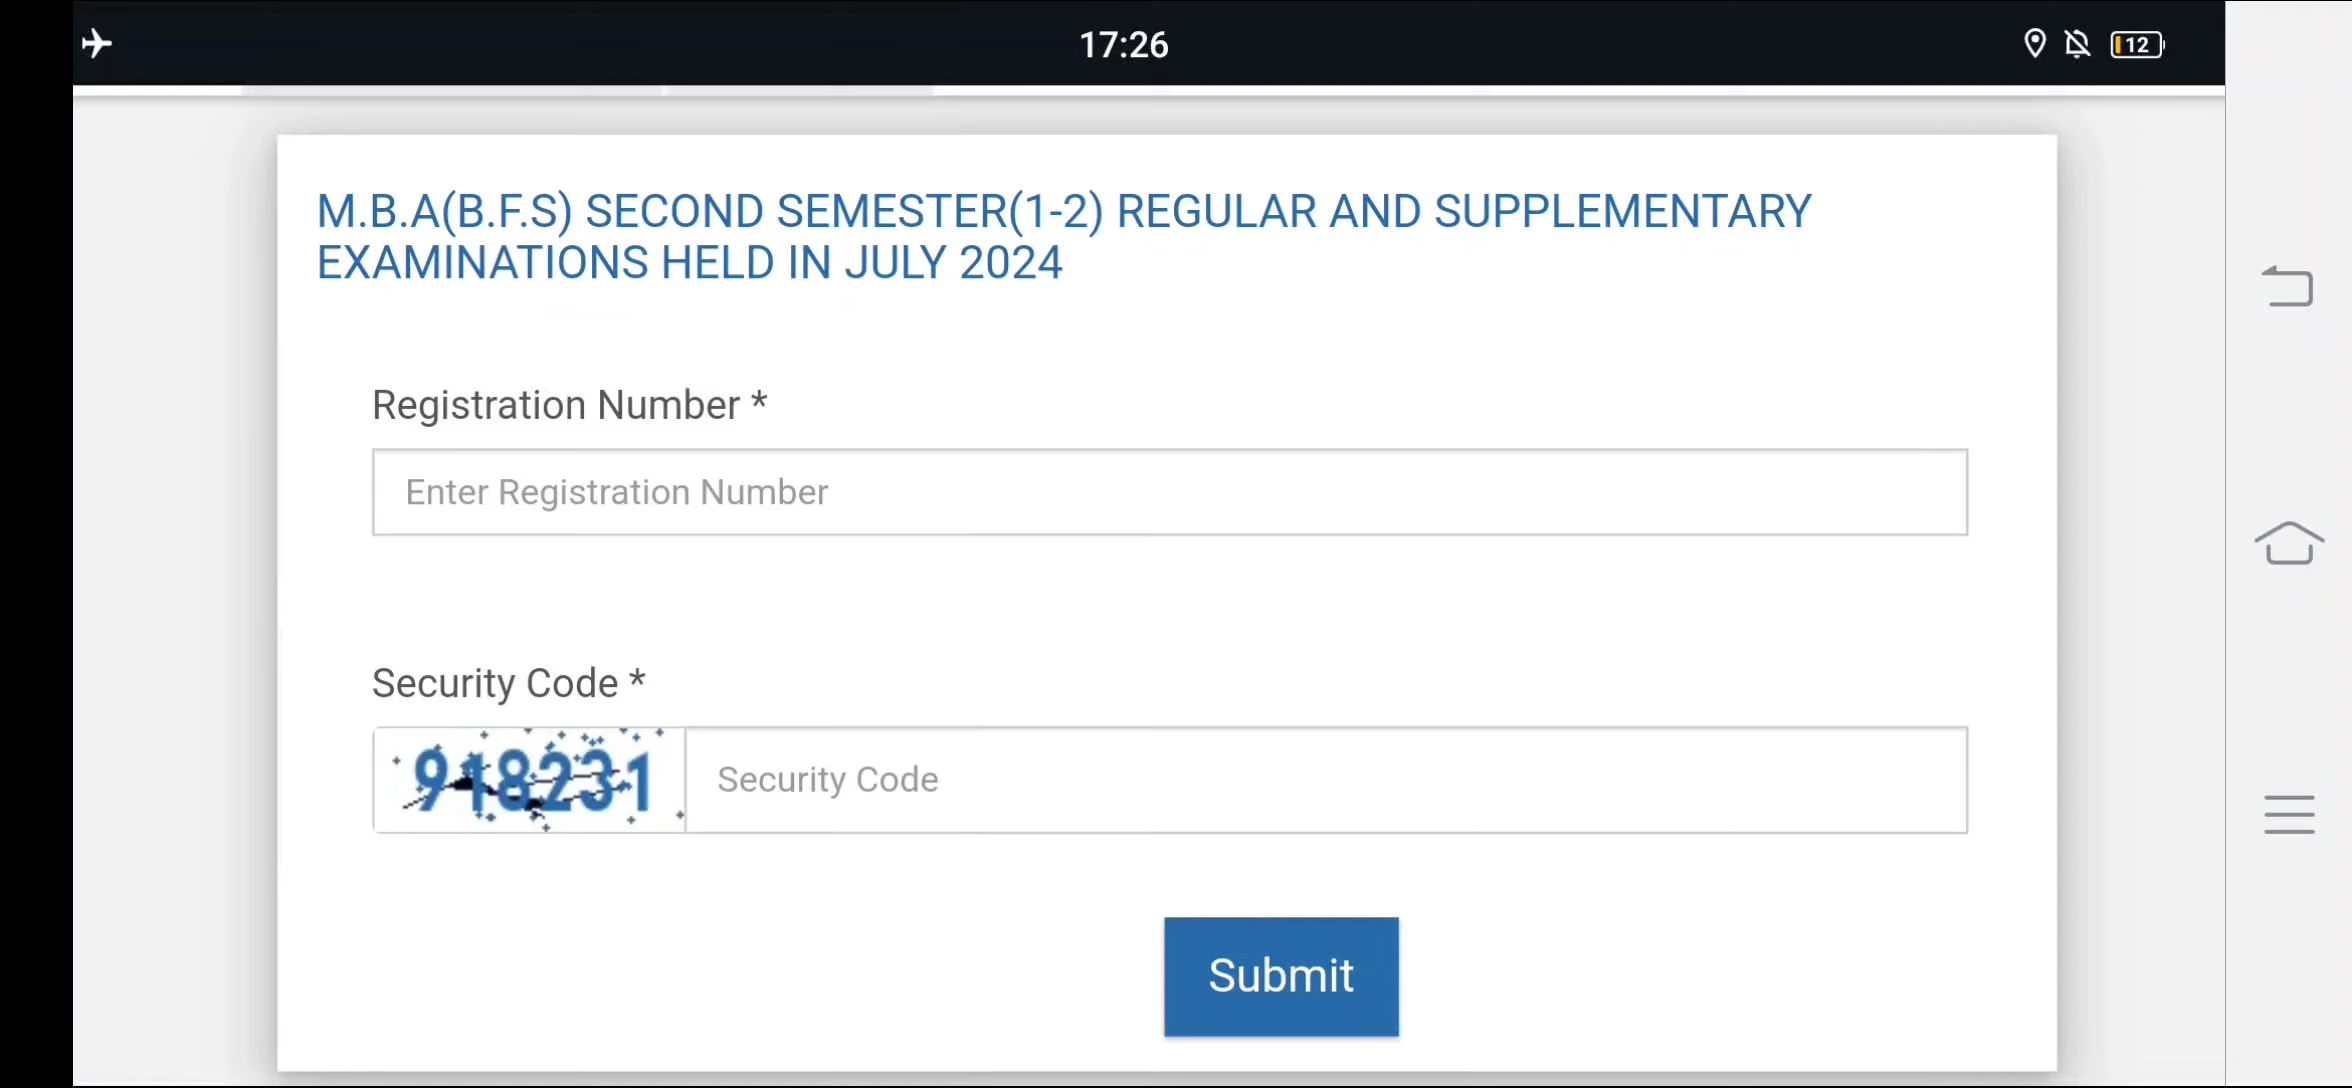 17:26
12
M.B.A(B.F.S) SECOND SEMESTER(1-2) REGULAR AND SUPPLEMENTARY
EXAMINATIONS HELD IN JULY 2024
Registration Number *
Enter Registration Number
Security Code *
918231
Security Code
Submit